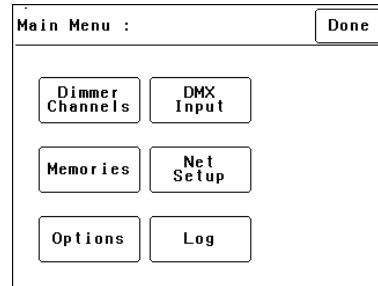 Main Menu :
Done
Dimmer
Channels
DMX
Input
Memories
Net
Setup
Options
Log